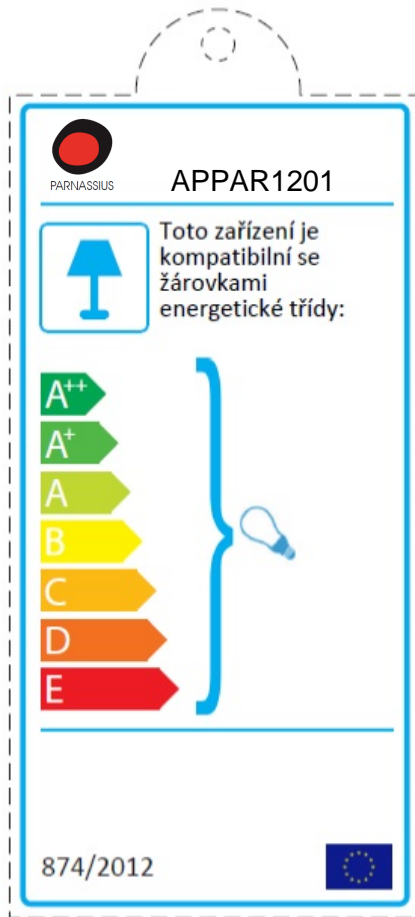 PARNASSIUS
APPAR1201
Toto zařízení je
kompatibilní se
žárovkami
energetické třídy:
A++
A+
A
B
C
D
E
874/2012